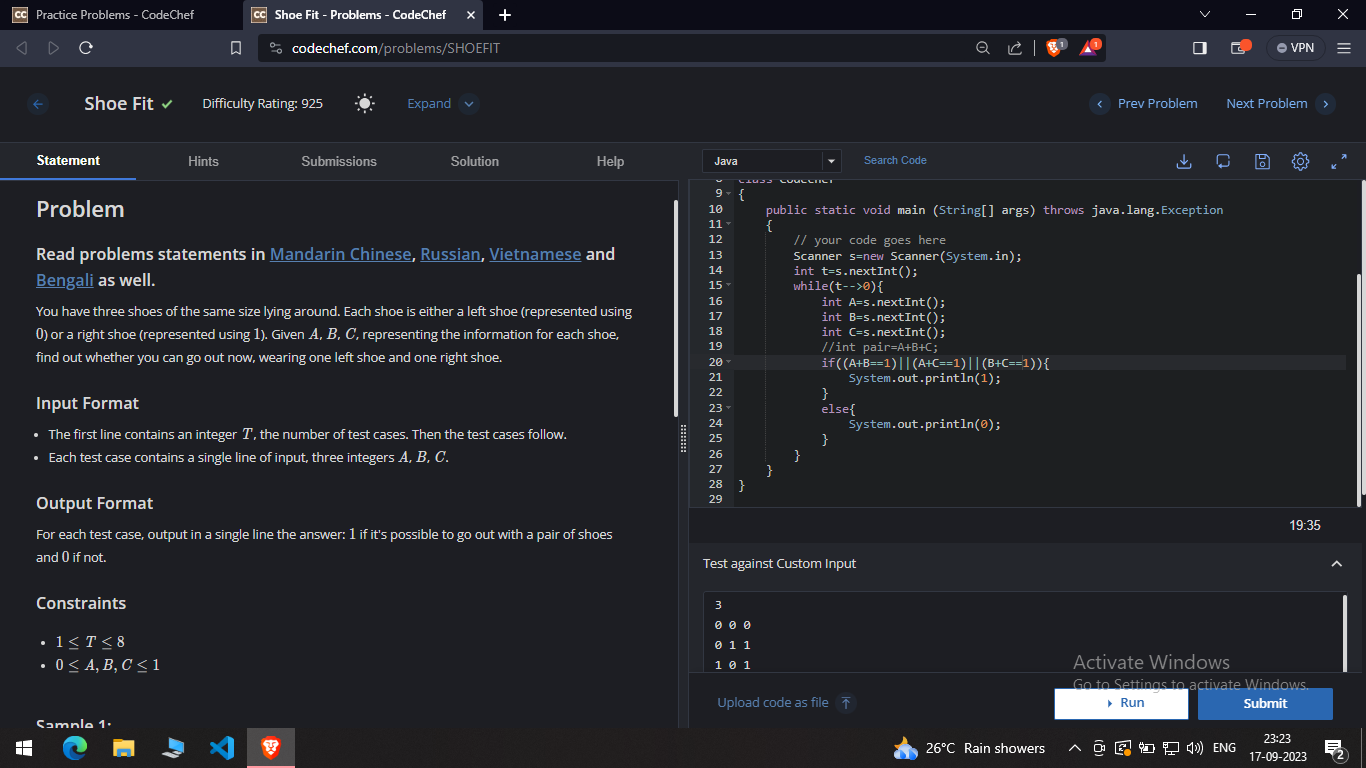 Practice Problems - CodeChef
Shoe Fit - Problems - CodeChef
codechef.com/problems/SHOEFIT
1
1
VPN
Shoe Fit
Difficulty Rating: 925
Expand
Prev Problem
Next Problem
Statement
Hints
Submissions
Solution
Help
Java
Search Code
Problem
Read problems statements in Mandarin Chinese, Russian, Vietnamese and
Bengali as well.
You have three shoes of the same size lying around. Each shoe is either a left shoe (represented using
0) or a right shoe (represented using 1). Given A, B, C, representing the information for each shoe,
find out whether you can go out now, wearing one left shoe and one right shoe.
Input Format
• The first line contains an integer T, the number of test cases. Then the test cases follow.
• Each test case contains a single line of input, three integers A, B, C.
Output Format
For each test case, output in a single line the answer: 1 if it's possible to go out with a pair of shoes
and 0 if not.
Constraints
• 1 ≤ T ≤ 8
• 0 ≤ A, B, C ≤ 1
Sample 1:
8 class Codechef
9 {
10 public static void main (String[] args) throws java.lang.Exception
11 {
12 // your code goes here
13 Scanner s=new Scanner(System.in);
14 int t=s.nextInt();
15 while(t-->0){
16 int A=s.nextInt();
17 int B=s.nextInt();
18 int C=s.nextInt();
19 //int pair=A+B+C;
20 if((A+B==1)||(A+C==1)||(B+C==1)){
21 System.out.println(1);
22 }
23 else{
24 System.out.println(0);
25 }
26 }
27 }
28 }
29
19:35
Test against Custom Input
3
0 0 0
0 1 1
1 0 1
Activate Windows
Go to Settings to activate Windows.
Upload code as file
Run
Submit
26°C Rain showers
ENG
23:23
17-09-2023
2